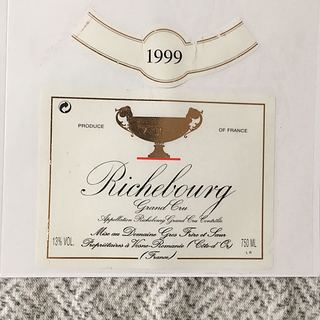 1999
PRODUCE OF FRANCE
Richebourg
Grand Cru
Appellation Richebourg Grand Cru Contrôlée
Mise au Domaine Gros Frère et Sœur
13% VOL. Propriétaires à Vosne-Romanée (Côte-d'Or) 750 ML
(France)